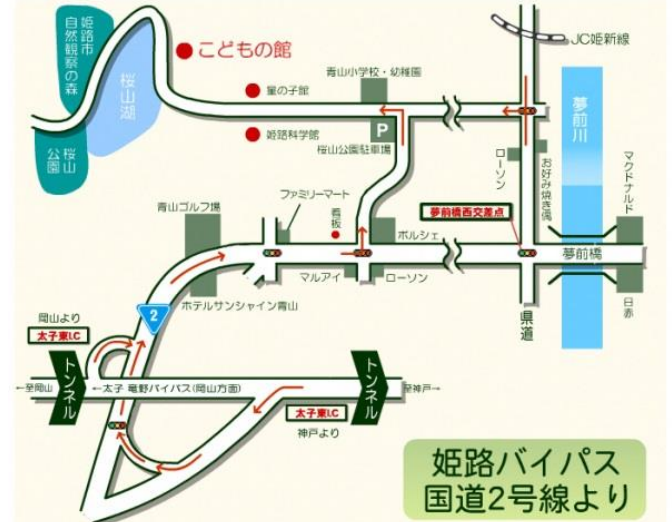 姫路市
自然観察の森
桜山湖
桜山
公園
こどもの館
星の子館
姫路科学館
青山小学校・幼稚園
P
桜山公園駐車場
JC姫新線
夢前川
ローソン
お好み焼き偶
マクドナルド
夢前橋西交差点
夢前橋
日赤
県道
青山ゴルフ場
ファミリーマート
看板
ポルシェ
マルアイ
ローソン
ホテルサンシャイン青山
2
岡山より
太子東I.C
トンネル
←至岡山
←太子 竜野バイパス(岡山方面)
トンネル
至神戸→
太子東I.C
神戸より
姫路バイパス
国道2号線より